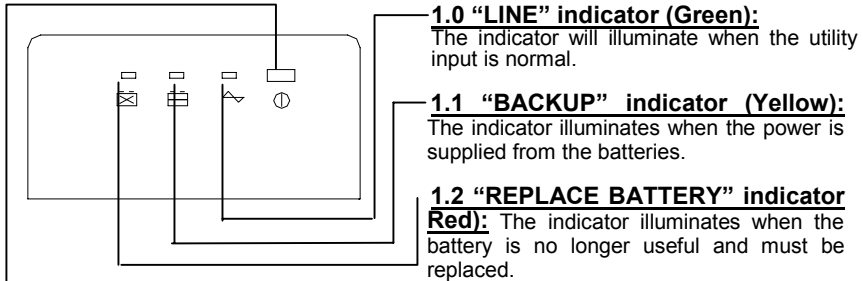 1.0 “LINE” indicator (Green):
The indicator will illuminate when the utility
input is normal.
1.1 “BACKUP” indicator (Yellow):
The indicator illuminates when the power is
supplied from the batteries.
1.2 “REPLACE BATTERY” indicator
Red): The indicator illuminates when the
battery is no longer useful and must be
replaced.